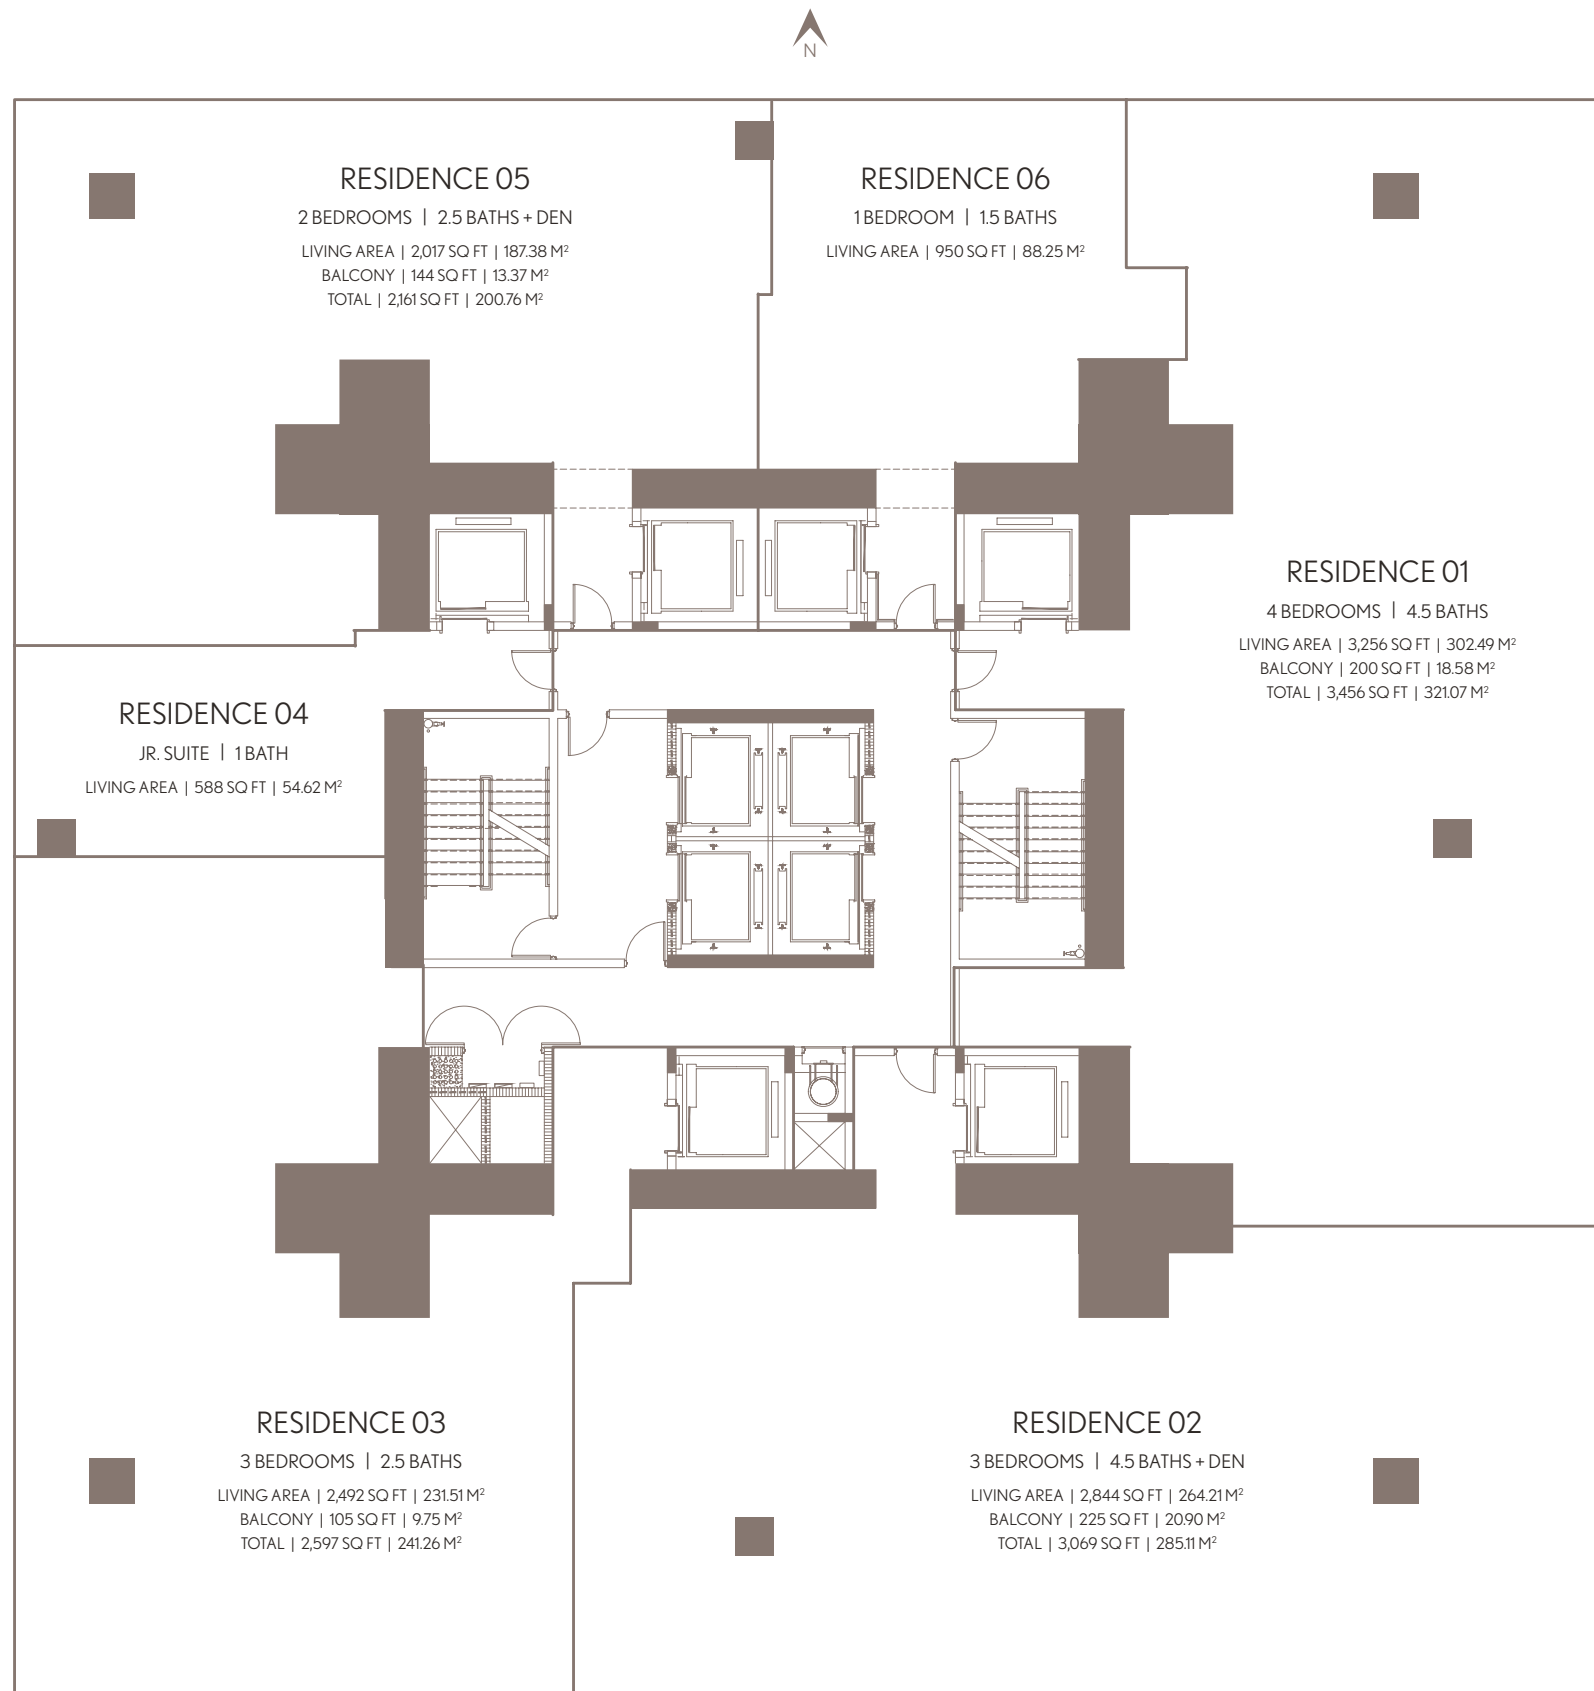 N
RESIDENCE 05
2 BEDROOMS | 2.5 BATHS + DEN
LIVING AREA | 2,017 SQ FT | 187.38 M²
BALCONY | 144 SQ FT | 13.37 M²
TOTAL | 2,161 SQ FT | 200.76 M²
RESIDENCE 06
1 BEDROOM | 1.5 BATHS
LIVING AREA | 950 SQ FT | 88.25 M²
RESIDENCE 01
4 BEDROOMS | 4.5 BATHS
LIVING AREA | 3,256 SQ FT | 302.49 M²
BALCONY | 200 SQ FT | 18.58 M²
TOTAL | 3,456 SQ FT | 321.07 M²
RESIDENCE 04
JR. SUITE | 1 BATH
LIVING AREA | 588 SQ FT | 54.62 M²
RESIDENCE 03
3 BEDROOMS | 2.5 BATHS
LIVING AREA | 2,492 SQ FT | 231.51 M²
BALCONY | 105 SQ FT | 9.75 M²
TOTAL | 2,597 SQ FT | 241.26 M²
RESIDENCE 02
3 BEDROOMS | 4.5 BATHS + DEN
LIVING AREA | 2,844 SQ FT | 264.21 M²
BALCONY | 225 SQ FT | 20.90 M²
TOTAL | 3,069 SQ FT | 285.11 M²